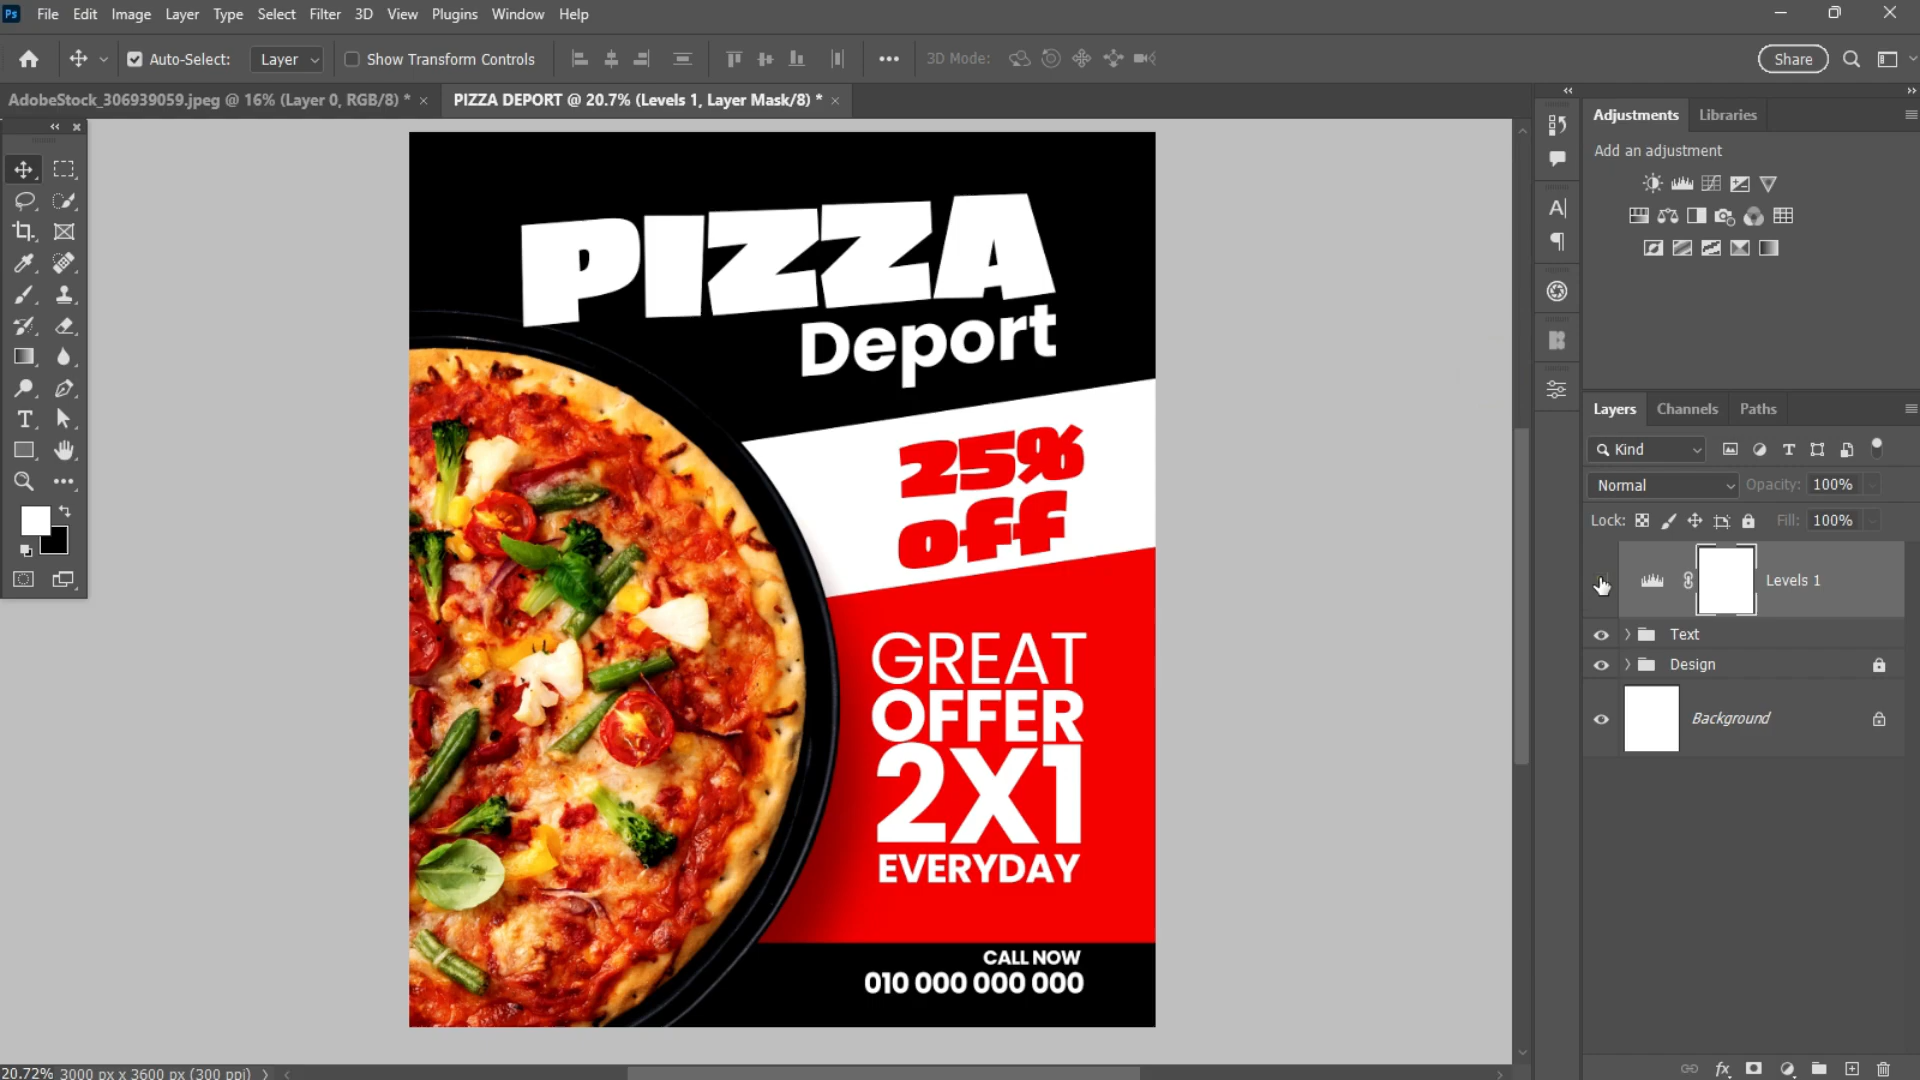 Ps File Edit Image Layer Type Select Filter 3D View Plugins Window Help
Auto-Select: Layer Show Transform Controls 3D Mode: Share
AdobeStock_306939059.jpeg @ 16% (Layer 0, RGB/8) * PIZZA DEPORT @ 20.7% (Levels 1, Layer Mask/8) *
PIZZA
Deport
25%
off
GREAT
OFFER
2X1
EVERYDAY
CALL NOW
010 000 000 000
Adjustments Libraries
Add an adjustment
Layers Channels Paths
Kind
Normal Opacity: 100%
Lock: Fill: 100%
Levels 1
Text
Design
Background
fx
20.72% 3000 px x 3600 px (300 ppi)